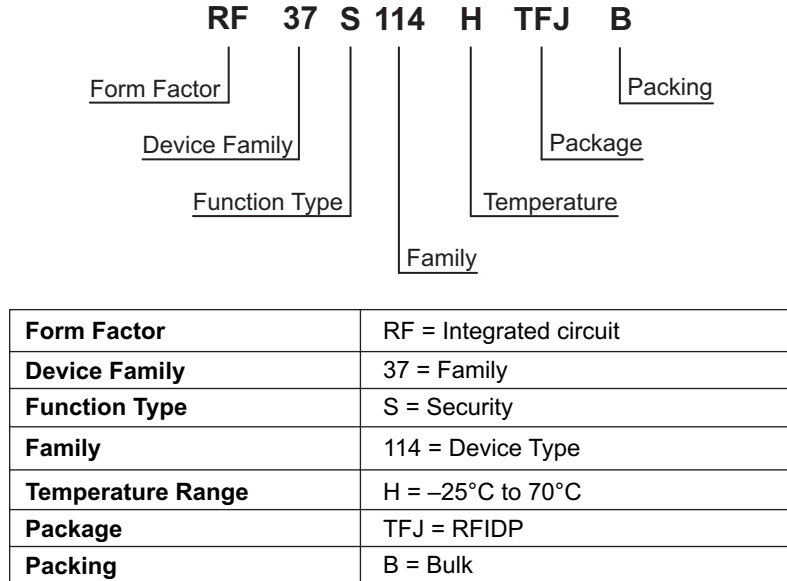 RF 37 S 114 H TFJ B
Form Factor Packing
Device Family Package
Function Type Temperature
Family
Form Factor RF = Integrated circuit
Device Family 37 = Family
Function Type S = Security
Family 114 = Device Type
Temperature Range H = –25°C to 70°C
Package TFJ = RFIDP
Packing B = Bulk